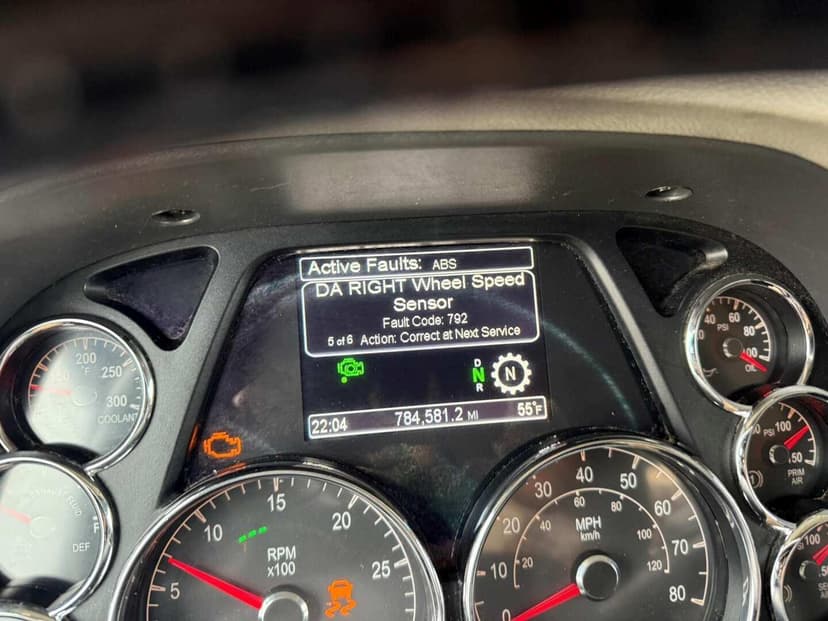 Active Faults: ABS
DA RIGHT Wheel Speed
Sensor
Fault Code: 792
5 of 6 Action: Correct at Next Service
D
N
R
N
22:04 784,581.2 MI 55°F
200
°F
250
300
COOLANT
F
DEF
5
10
15
20
25
RPM
x100
0
10
20
30
40
50
60
70
80
20
40
60
80
100
120
MPH
km/h
40
60
80
PSI
OIL
PSI
100
PRIM
AIR